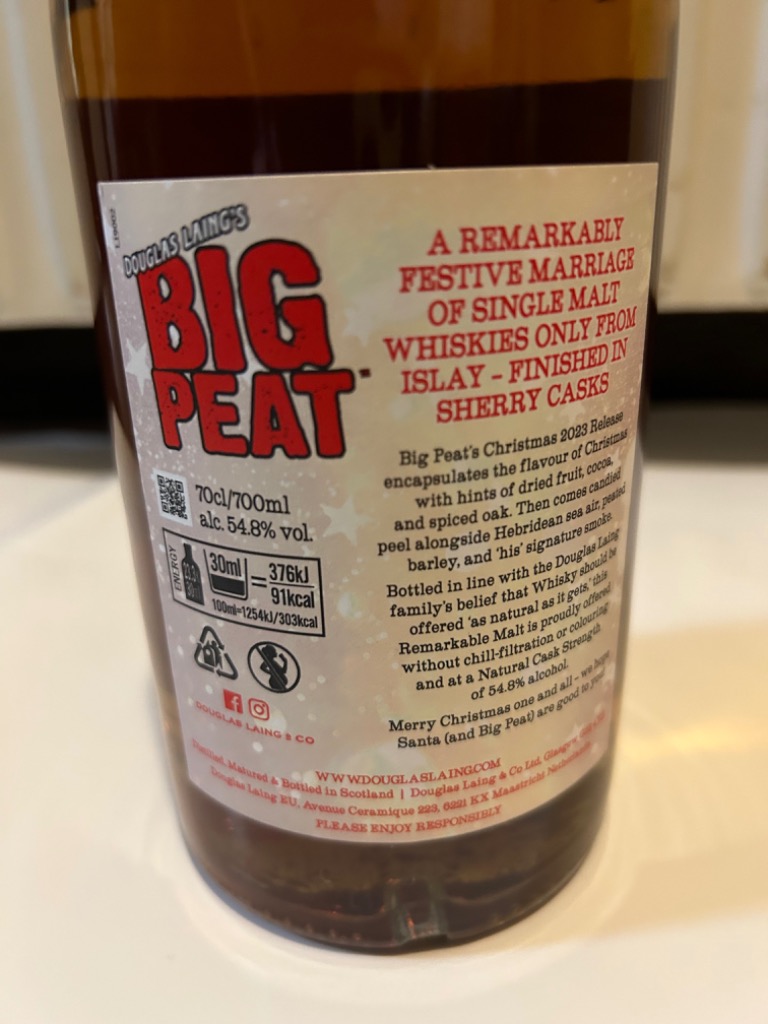 DOUGLAS LAING'S
BIG
PEAT™
70cl/700ml
alc. 54.8% vol.
ENERGY
30ml
= 376kJ
91kcal
100ml=1254kJ/303kcal
DOUGLAS LAING & CO
A REMARKABLY
FESTIVE MARRIAGE
OF SINGLE MALT
WHISKIES ONLY FROM
ISLAY – FINISHED IN
SHERRY CASKS
Big Peat's Christmas 2023 Release
encapsulates the flavour of Christmas
with hints of dried fruit, cocoa,
and spiced oak. Then comes candied
peel alongside Hebridean sea air, peated
barley, and 'his' signature smoke.
Bottled in line with the Douglas Laing
family's belief that Whisky should be
offered 'as natural as it gets,' this
Remarkable Malt is proudly offered
without chill-filtration or colouring
and at a Natural Cask Strength
of 54.8% alcohol.
Merry Christmas one and all – we hope
Santa (and Big Peat) are good to you!
WWW.DOUGLASLAING.COM
Distilled, Matured & Bottled in Scotland | Douglas Laing & Co Ltd, Glasgow
Douglas Laing EU, Avenue Ceramique 223, 6221 KX Maastricht Netherlands
PLEASE ENJOY RESPONSIBLY